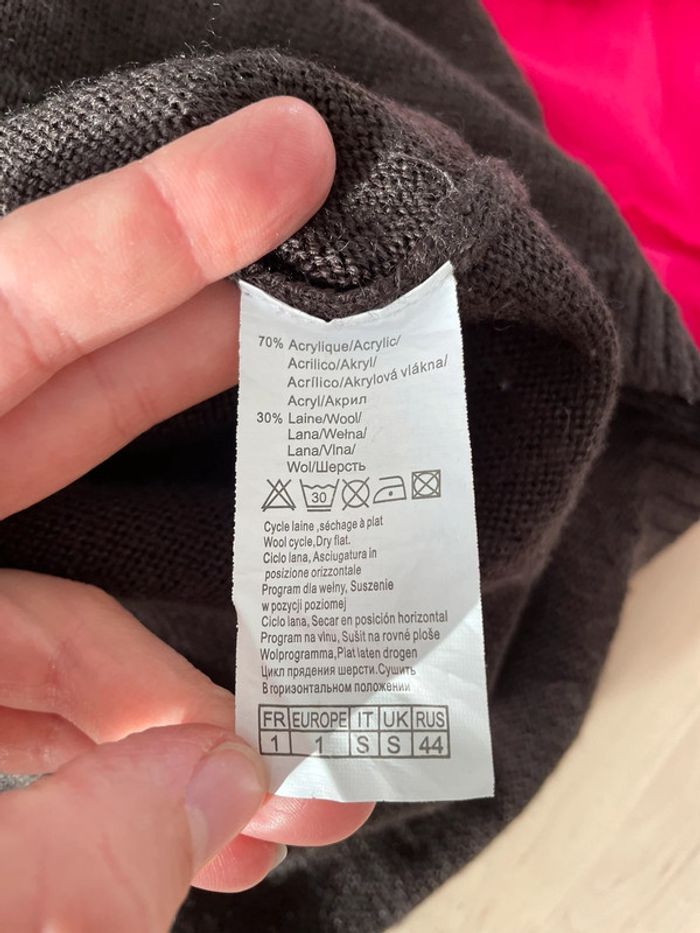 70% Acrylique/Acrylic/
Acrilico/Akryl/
Acrílico/Akrylová vlákna/
Acryl/Акрил
30% Laine/Wool/
Lana/Wełna/
Lana/Vlna/
Wol/Шерсть
30
Cycle laine ,séchage à plat
Wool cycle,Dry flat.
Ciclo lana, Asciugatura in
posizione orizzontale
Program dla wełny, Suszenie
w pozycji poziomej
Ciclo lana, Secar en posición horizontal
Program na vlnu, Sušit na rovné ploše
Wolprogramma,Plat laten drogen
Цикл прядения шерсти.Сушить
В горизонтальном положении
FR EUROPE IT UK RUS
1 1 S S 44